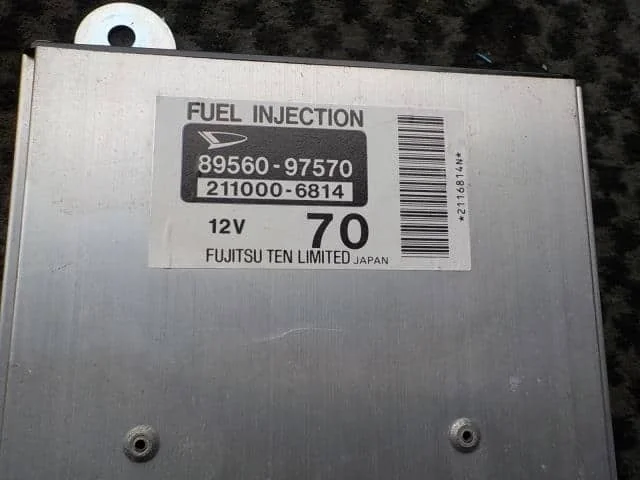 FUEL INJECTION
89560-97570
211000-6814
12V 70
FUJITSU TEN LIMITED JAPAN
*2116814N*